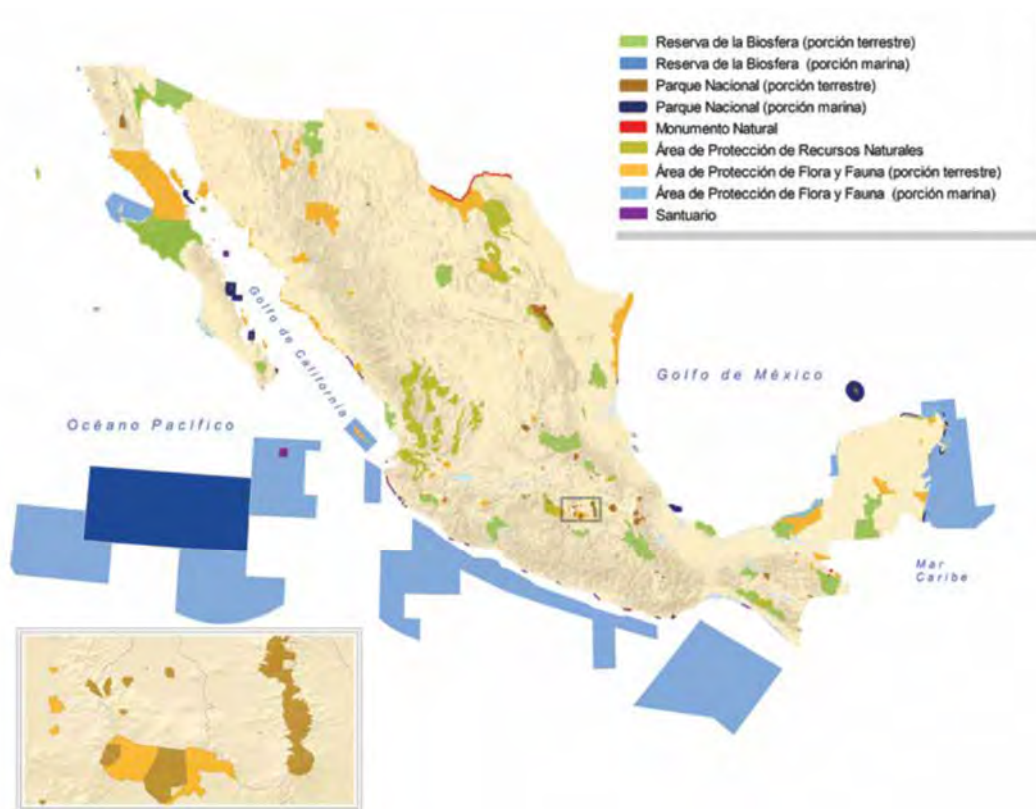 Reserva de la Biosfera (porción terrestre)
Reserva de la Biosfera (porción marina)
Parque Nacional (porción terrestre)
Parque Nacional (porción marina)
Monumento Natural
Área de Protección de Recursos Naturales
Área de Protección de Flora y Fauna (porción terrestre)
Área de Protección de Flora y Fauna (porción marina)
Santuario
Golfo de California
Golfo de México
Océano Pacífico
Mar
Caribe